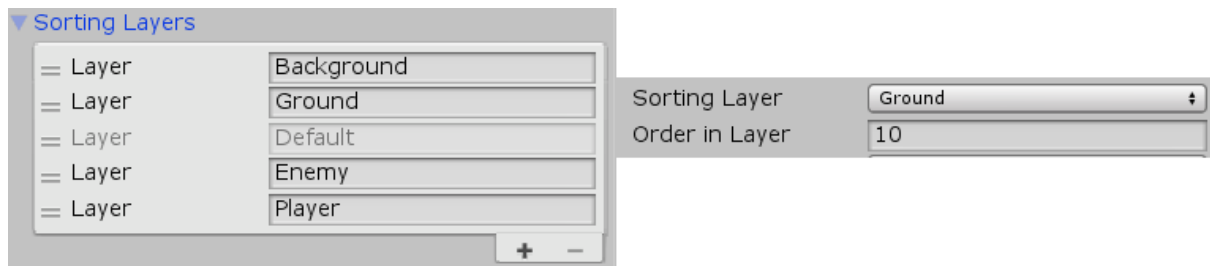 Sorting Layers
Layer Background
Layer Ground
Layer Default
Layer Enemy
Layer Player
Sorting Layer Ground
Order in Layer 10